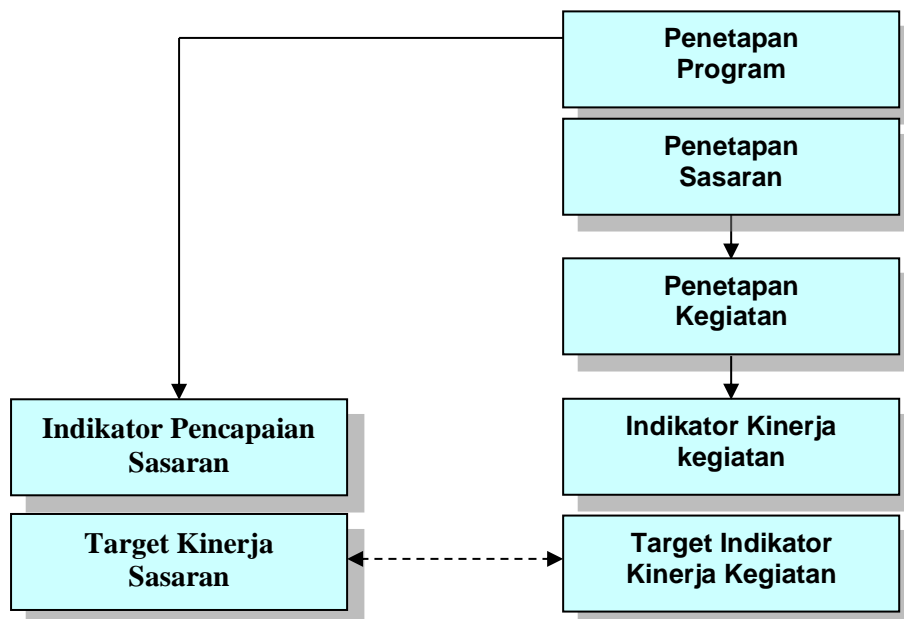 Penetapan
Program
Penetapan
Sasaran
Penetapan
Kegiatan
Indikator Pencapaian
Sasaran
Indikator Kinerja
kegiatan
Target Kinerja
Sasaran
Target Indikator
Kinerja Kegiatan